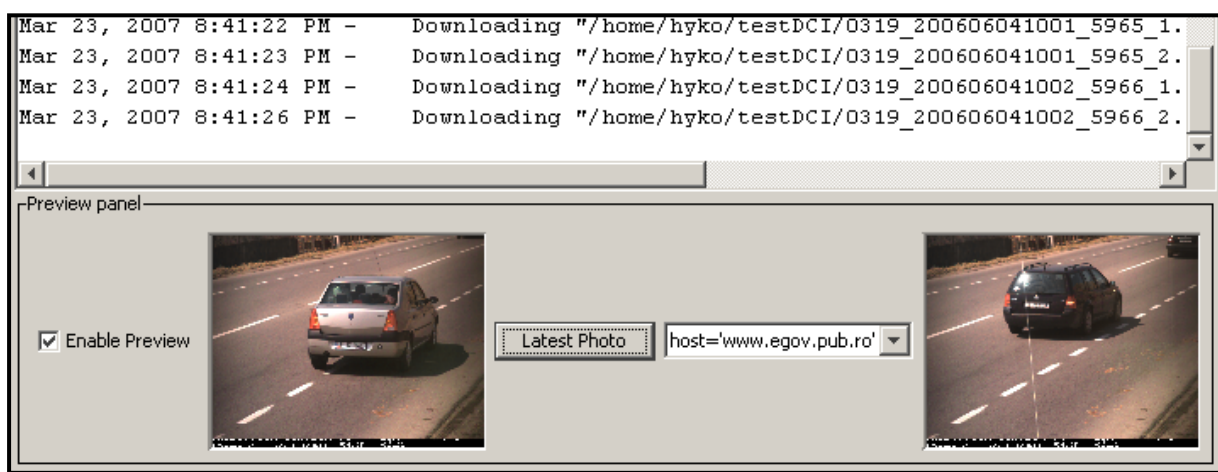 Mar 23, 2007 8:41:22 PM - Downloading "/home/hyko/testDCI/0319_200606041001_5965_1.
Mar 23, 2007 8:41:23 PM - Downloading "/home/hyko/testDCI/0319_200606041001_5965_2.
Mar 23, 2007 8:41:24 PM - Downloading "/home/hyko/testDCI/0319_200606041002_5966_1.
Mar 23, 2007 8:41:26 PM - Downloading "/home/hyko/testDCI/0319_200606041002_5966_2.
Preview panel
Enable Preview
Latest Photo
host='www.egov.pub.ro'